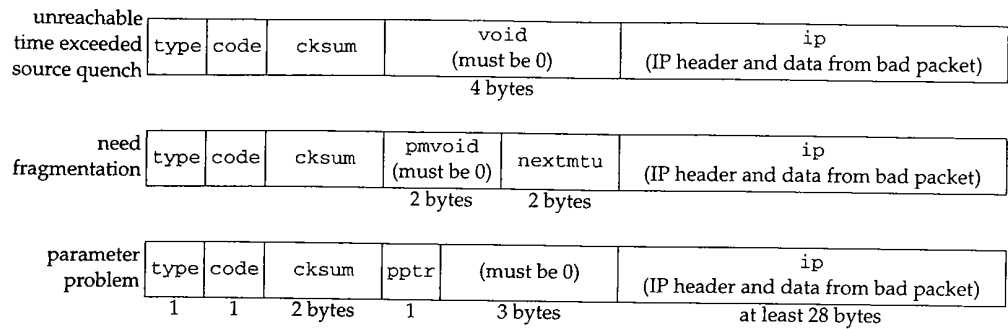 unreachable
time exceeded
source quench
type code cksum void ip
(must be 0) (IP header and data from bad packet)
4 bytes
need
fragmentation
type code cksum pmvoid nextmtu ip
(must be 0) (IP header and data from bad packet)
2 bytes 2 bytes
parameter
problem
type code cksum pptr (must be 0) ip
(IP header and data from bad packet)
1 1 2 bytes 1 3 bytes at least 28 bytes